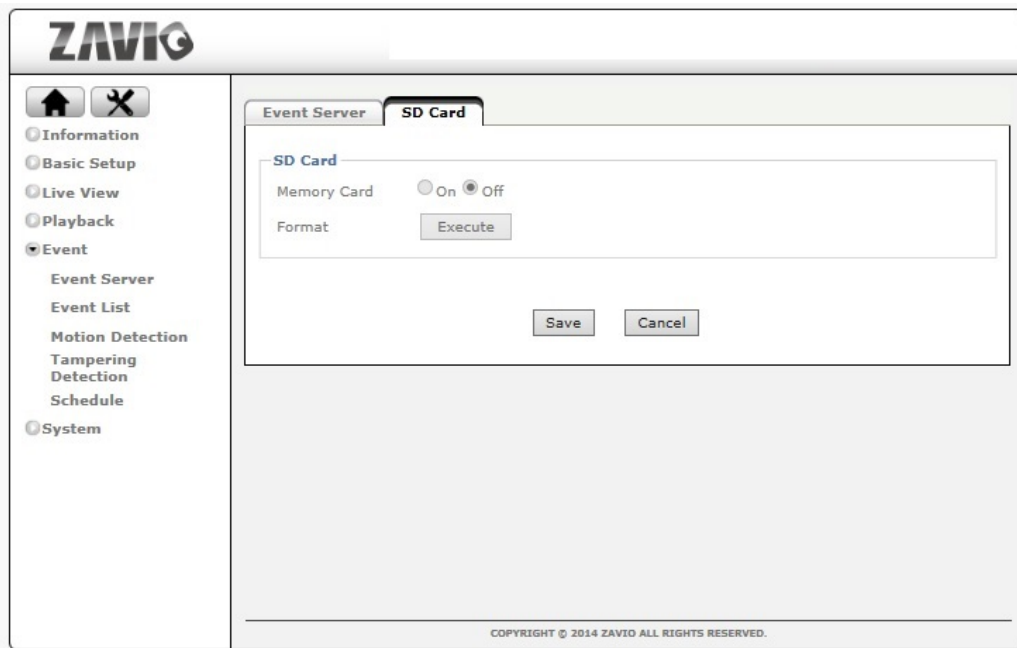 ZAVIO
Information
Basic Setup
Live View
Playback
Event
Event Server
Event List
Motion Detection
Tampering
Detection
Schedule
System
Event Server SD Card
SD Card
Memory Card On Off
Format Execute
Save Cancel
COPYRIGHT © 2014 ZAVIO ALL RIGHTS RESERVED.